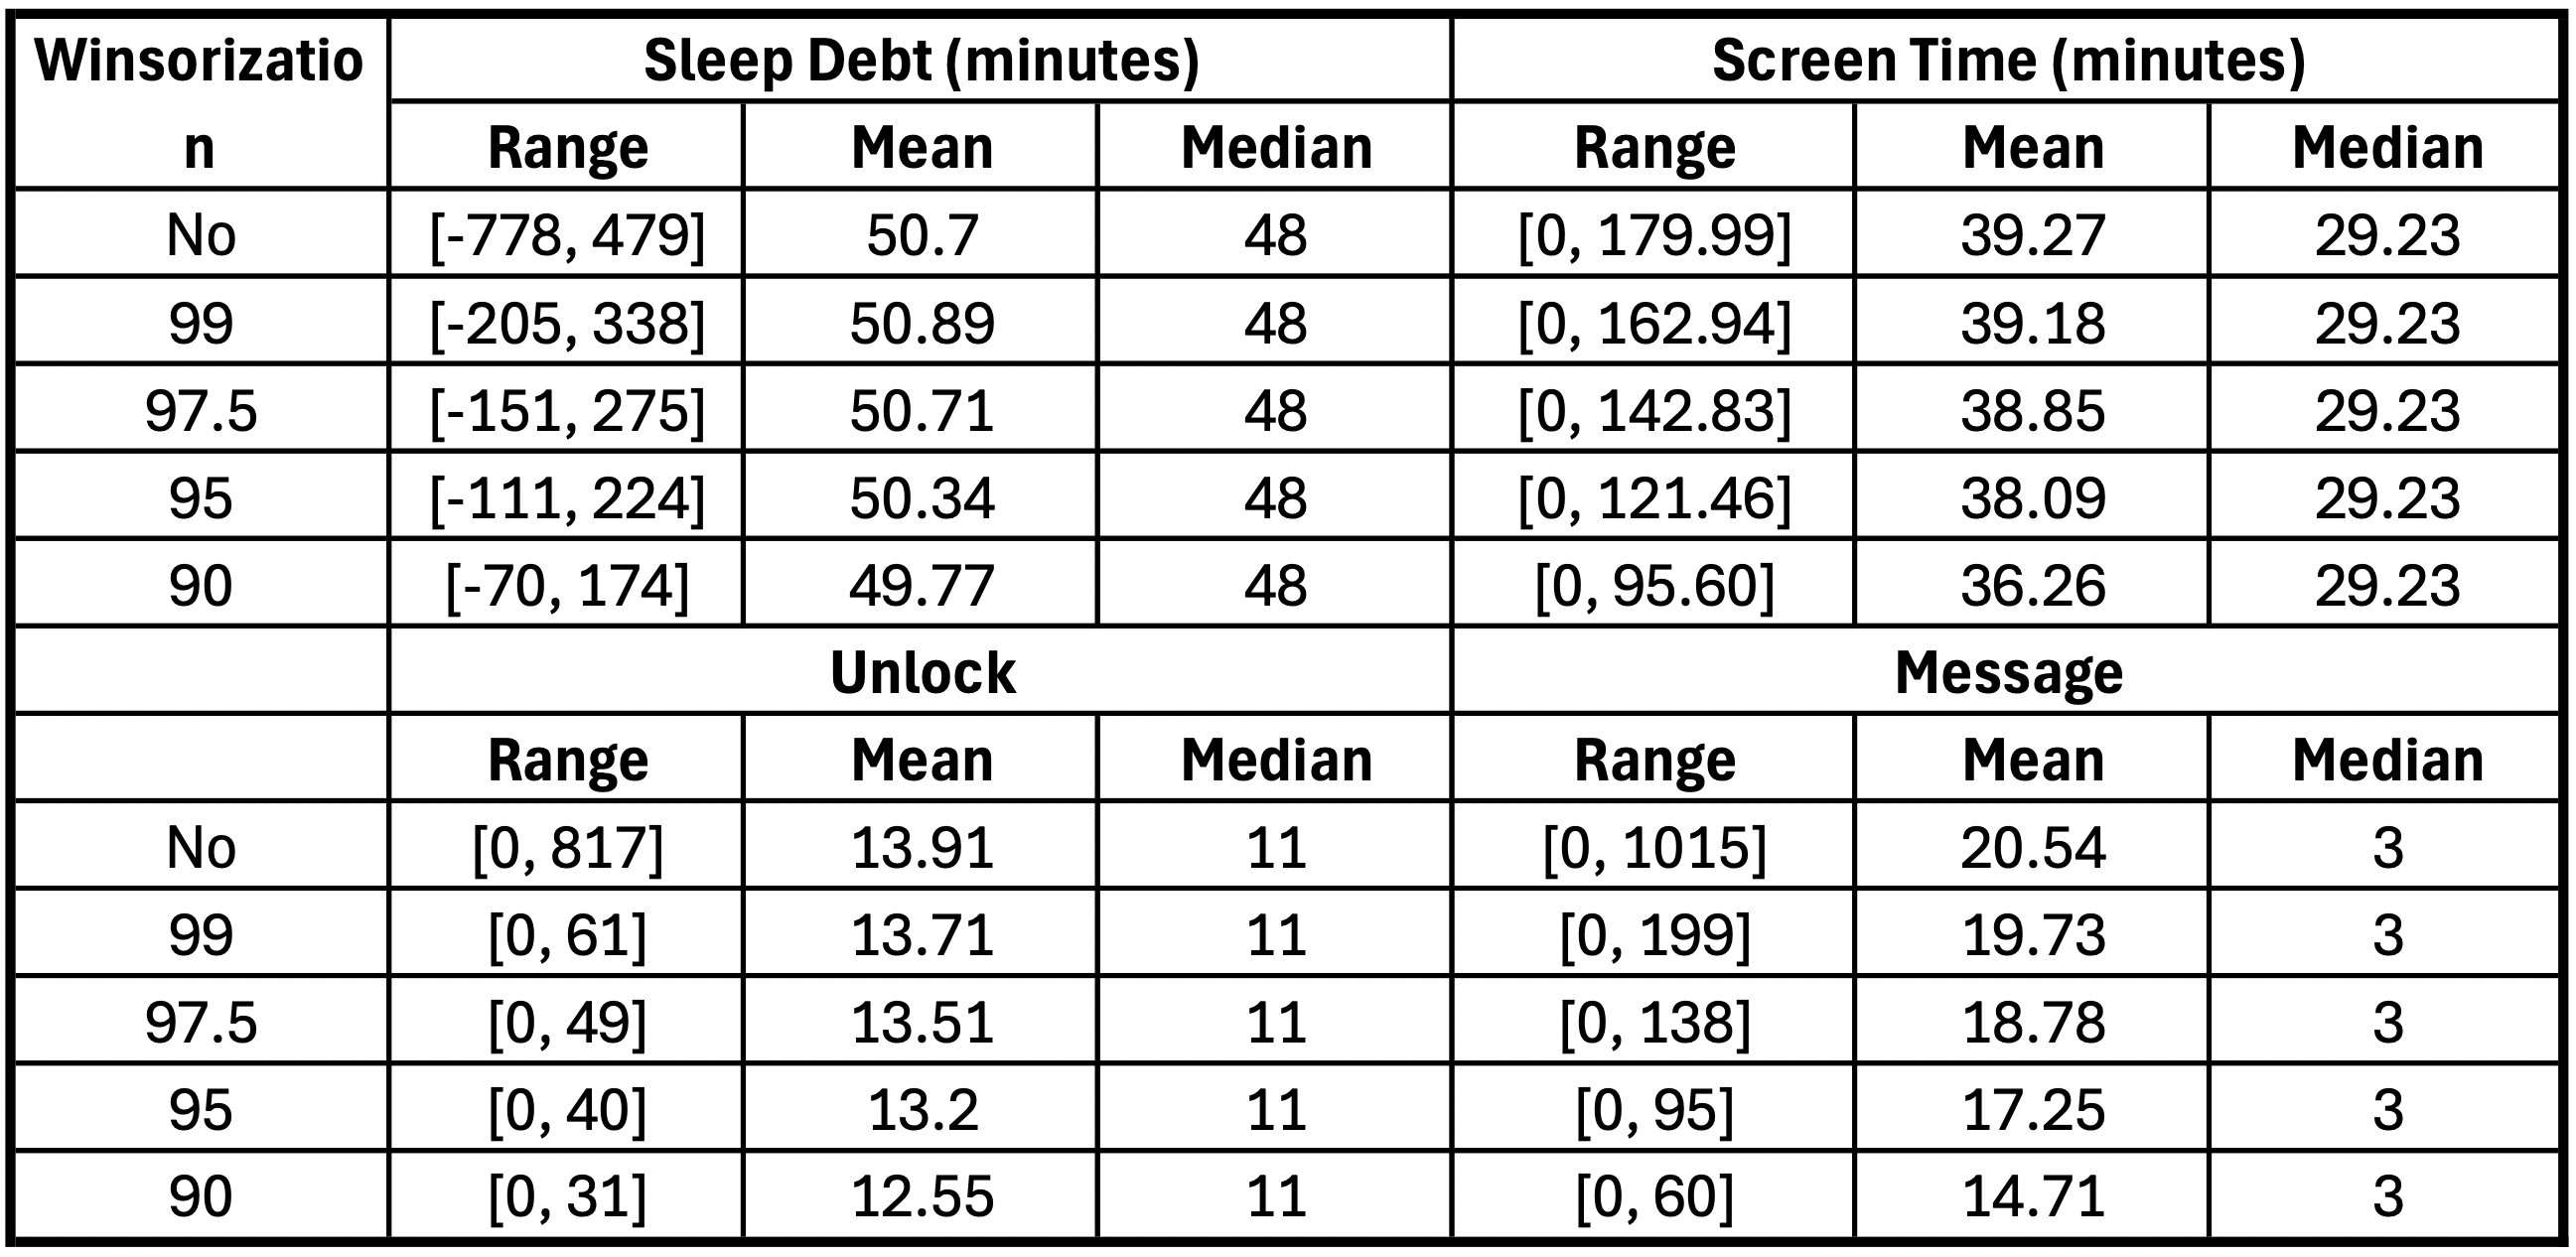 Winsorizatio Sleep Debt (minutes) Screen Time (minutes)
n Range Mean Median Range Mean Median
No [-778, 479] 50.7 48 [0, 179.99] 39.27 29.23
99 [-205, 338] 50.89 48 [0, 162.94] 39.18 29.23
97.5 [-151, 275] 50.71 48 [0, 142.83] 38.85 29.23
95 [-111, 224] 50.34 48 [0, 121.46] 38.09 29.23
90 [-70, 174] 49.77 48 [0, 95.60] 36.26 29.23
Unlock Message
Range Mean Median Range Mean Median
No [0, 817] 13.91 11 [0, 1015] 20.54 3
99 [0, 61] 13.71 11 [0, 199] 19.73 3
97.5 [0, 49] 13.51 11 [0, 138] 18.78 3
95 [0, 40] 13.2 11 [0, 95] 17.25 3
90 [0, 31] 12.55 11 [0, 60] 14.71 3